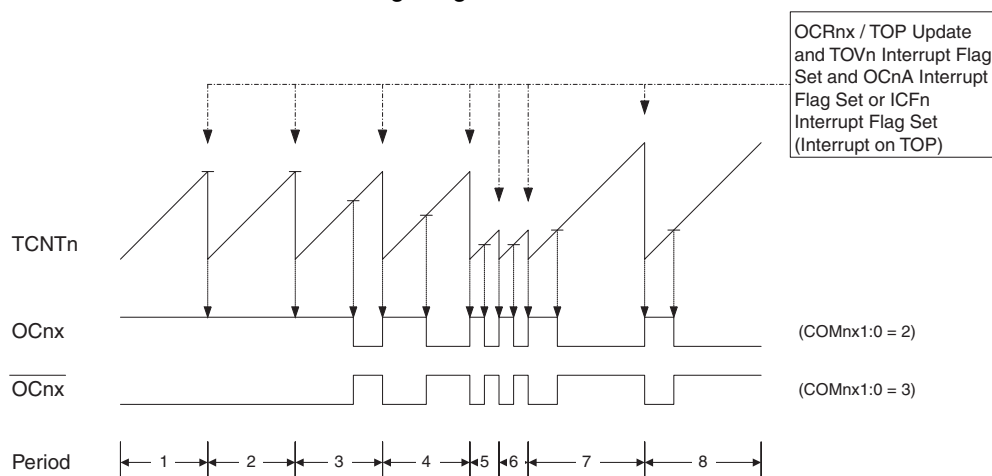 OCRnx / TOP Update
and TOVn Interrupt Flag
Set and OCnA Interrupt
Flag Set or ICFn
Interrupt Flag Set
(Interrupt on TOP)
TCNTn
OCnx
(COMnx1:0 = 2)
OCnx
(COMnx1:0 = 3)
Period
1
2
3
4
5
6
7
8